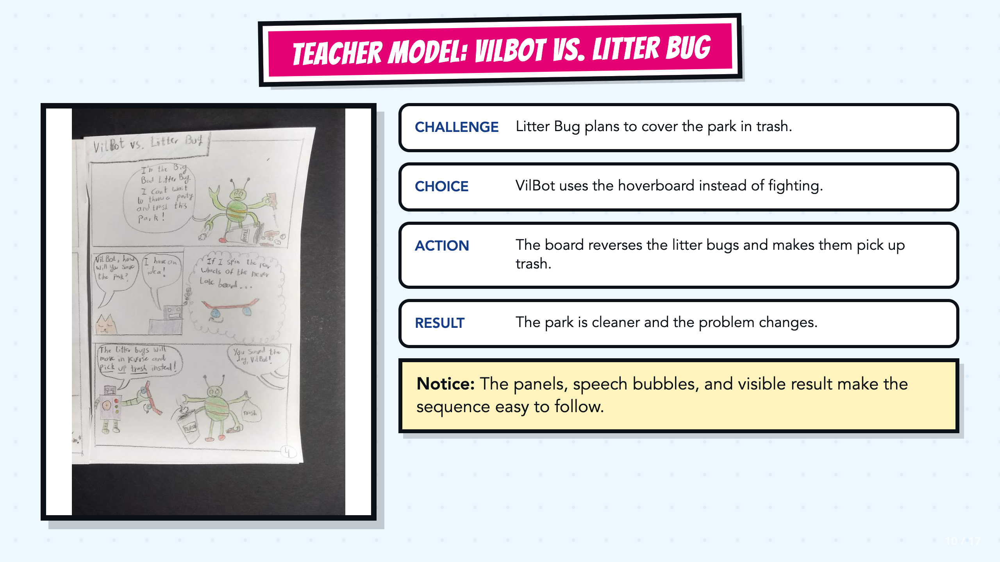 TEACHER MODEL: VILBOT VS. LITTER BUG
VilBot vs. Litter Bug
I'm the Big
Bad Litter Bug.
I Can't wait
to throw a party
and trash this
Park!
TRASH
VilBot, how
will you save
the park?
I have an
idea!
If I spin the rear
wheels of the never
Late board...
The litter bugs will
move in reverse and
pick up trash instead!
You saved the
day, VilBot!
TRASH
Trash
4
CHALLENGE Litter Bug plans to cover the park in trash.
CHOICE VilBot uses the hoverboard instead of fighting.
ACTION The board reverses the litter bugs and makes them pick up
trash.
RESULT The park is cleaner and the problem changes.
Notice: The panels, speech bubbles, and visible result make the
sequence easy to follow.
10 / 17